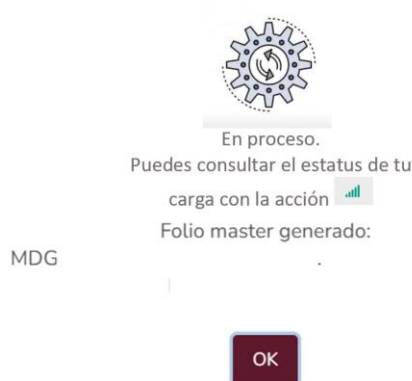 En proceso.
Puedes consultar el estatus de tu
carga con la acción
Folio master generado:
MDG .
OK